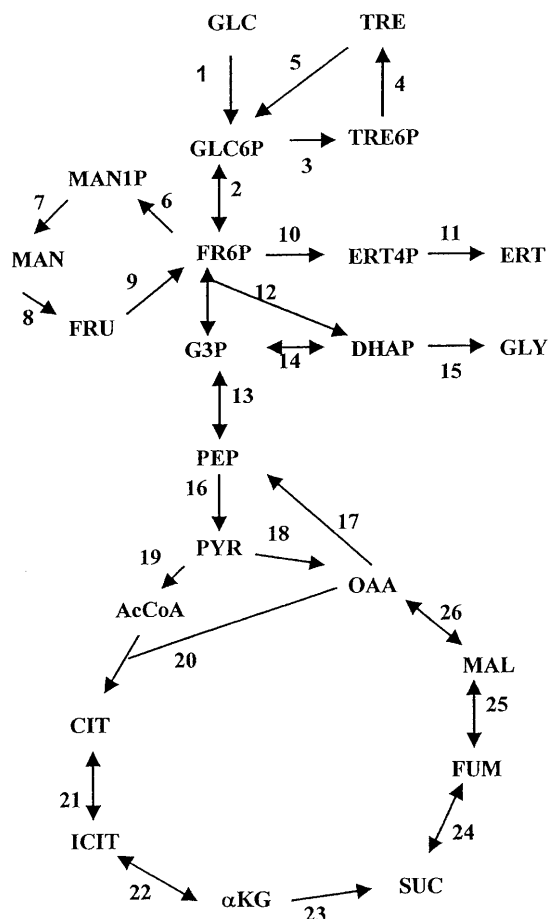 GLC TRE
1 5 4
GLC6P 3 TRE6P
MAN1P 2
7 6
MAN FR6P 10 ERT4P 11 ERT
8 9 12
FRU
G3P 14 DHAP 15 GLY
13
PEP
16 17
PYR 18
19 OAA
AcCoA 26
20 MAL
CIT 25
FUM
21 24
ICIT
22 αKG 23 SUC